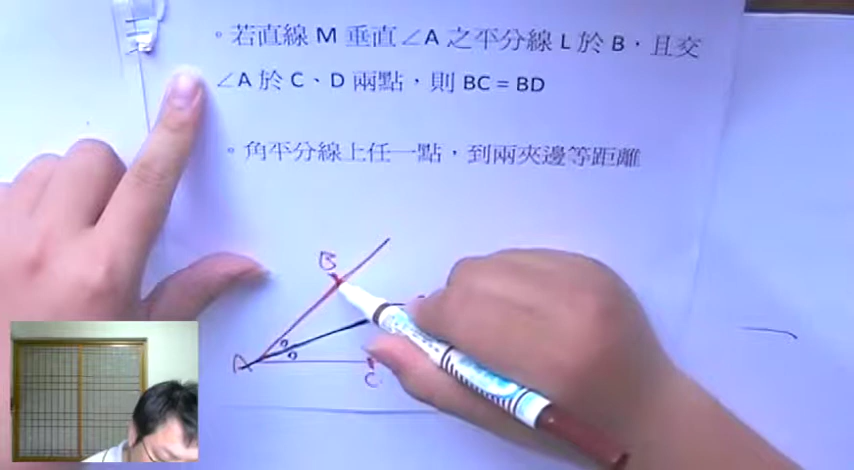 。若直線 M 垂直∠A 之平分線 L 於 B,且交
∠A 於 C、D 兩點,則 BC = BD
。角平分線上任一點,到兩夾邊等距離
B
A
C